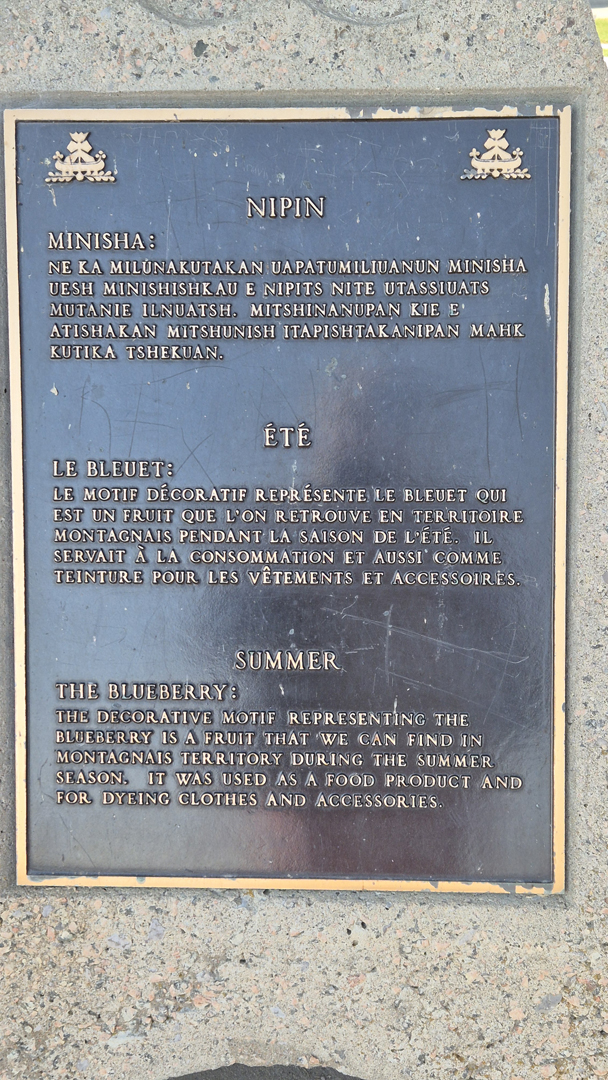 NIPIN
MINISHA:
NE KA MILUNAKUTAKAN UAPATUMILIUANUN MINISHA
UESH MINISHISHKAU E NIPITS NITE UTASSIUATS
MUTANIE ILNUATSH. MITSHINANUPAN KIE E
ATISHAKAN MITSHUNISH ITAPISHTAKANIPAN MAHK
KUTIKA TSHEKUAN.
ÉTÉ
LE BLEUET:
LE MOTIF DÉCORATIF REPRÉSENTE LE BLEUET QUI
EST UN FRUIT QUE L'ON RETROUVE EN TERRITOIRE
MONTAGNAIS PENDANT LA SAISON DE L'ÉTÉ. IL
SERVAIT À LA CONSOMMATION ET AUSSI COMME
TEINTURE POUR LES VÊTEMENTS ET ACCESSOIRES.
SUMMER
THE BLUEBERRY:
THE DECORATIVE MOTIF REPRESENTING THE
BLUEBERRY IS A FRUIT THAT WE CAN FIND IN
MONTAGNAIS TERRITORY DURING THE SUMMER
SEASON. IT WAS USED AS A FOOD PRODUCT AND
FOR DYEING CLOTHES AND ACCESSORIES.